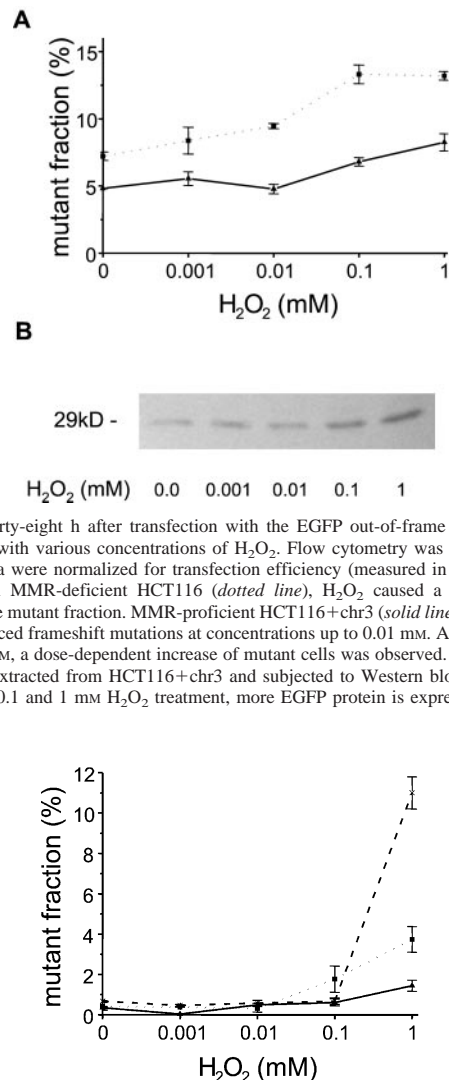 A
mutant fraction (%)
15
10
5
0
0 0.001 0.01 0.1 1
H₂O₂ (mM)
B
29kD -
H₂O₂ (mM) 0.0 0.001 0.01 0.1 1
rty-eight h after transfection with the EGFP out-of-frame
with various concentrations of H₂O₂. Flow cytometry was
a were normalized for transfection efficiency (measured in
MMR-deficient HCT116 (dotted line), H₂O₂ caused a
e mutant fraction. MMR-proficient HCT116+chr3 (solid line
ced frameshift mutations at concentrations up to 0.01 mM. A
M, a dose-dependent increase of mutant cells was observed.
extracted from HCT116+chr3 and subjected to Western blo
0.1 and 1 mM H₂O₂ treatment, more EGFP protein is expre
mutant fraction (%)
12
10
8
6
4
2
0
0 0.001 0.01 0.1 1
H₂O₂ (mM)